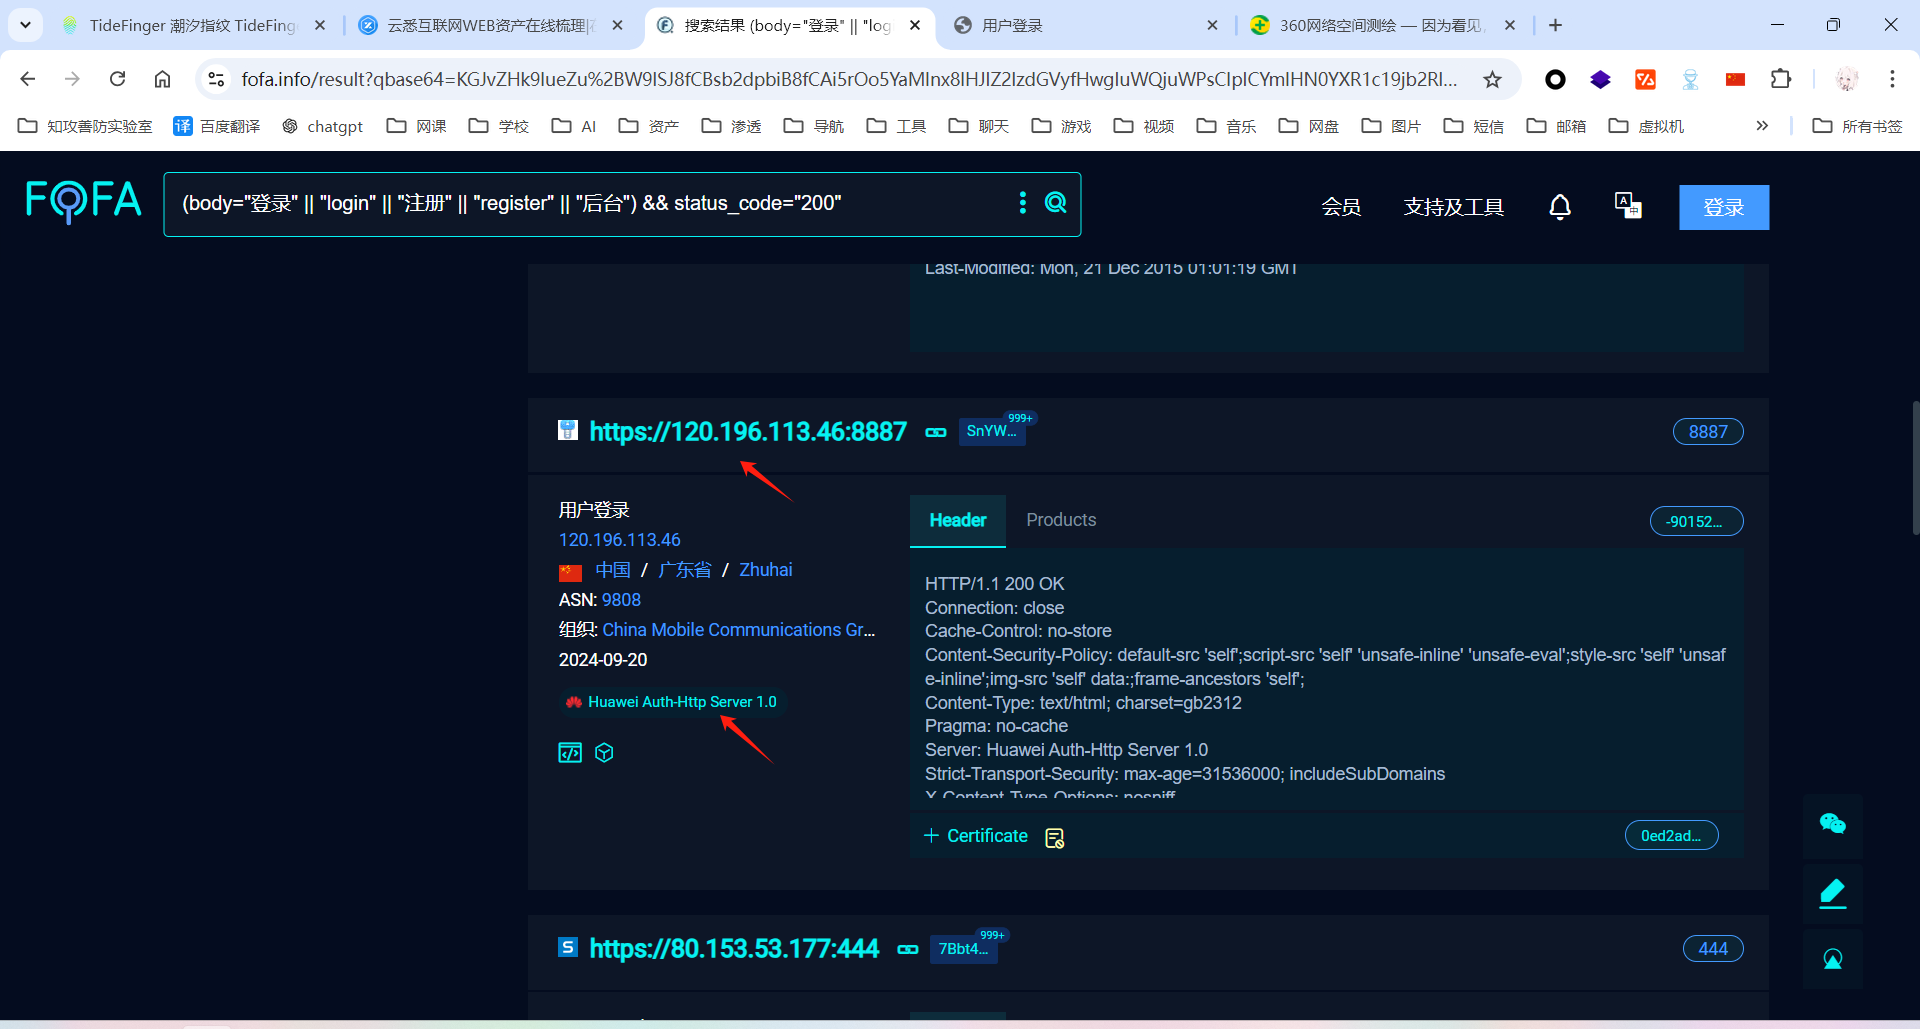 TideFinger 潮汐指纹 TideFing
云悉互联网WEB资产在线梳理|在
搜索结果 (body="登录" || "log
用户登录
360网络空间测绘 — 因为看见,
fofa.info/result?qbase64=
知攻善防实验室
译 百度翻译
chatgpt
网课
学校
AI
资产
渗透
导航
工具
聊天
游戏
视频
音乐
网盘
图片
短信
邮箱
虚拟机
所有书签
FOFA
(body="登录" || "login" || "注册" || "register" || "后台") && status_code="200"
会员
支持及工具
登录
Last-Modified: Mon, 21 Dec 2015 01:01:19 GMT
https://120.196.113.46:8887
SnYW...
999+
8887
用户登录
120.196.113.46
中国 / 广东省 / Zhuhai
ASN: 9808
组织: China Mobile Communications Gr...
2024-09-20
Huawei Auth-Http Server 1.0
Header
Products
-90152...
HTTP/1.1 200 OK
Connection: close
Cache-Control: no-store
Content-Security-Policy: default-src 'self';script-src 'self' 'unsafe-inline' 'unsafe-eval';style-src 'self' 'unsaf
e-inline';img-src 'self' data:;frame-ancestors 'self';
Content-Type: text/html; charset=gb2312
Pragma: no-cache
Server: Huawei Auth-Http Server 1.0
Strict-Transport-Security: max-age=31536000; includeSubDomains
X-Content-Type-Options: nosniff
+ Certificate
0ed2ad...
https://80.153.53.177:444
7Bbt4...
999+
444